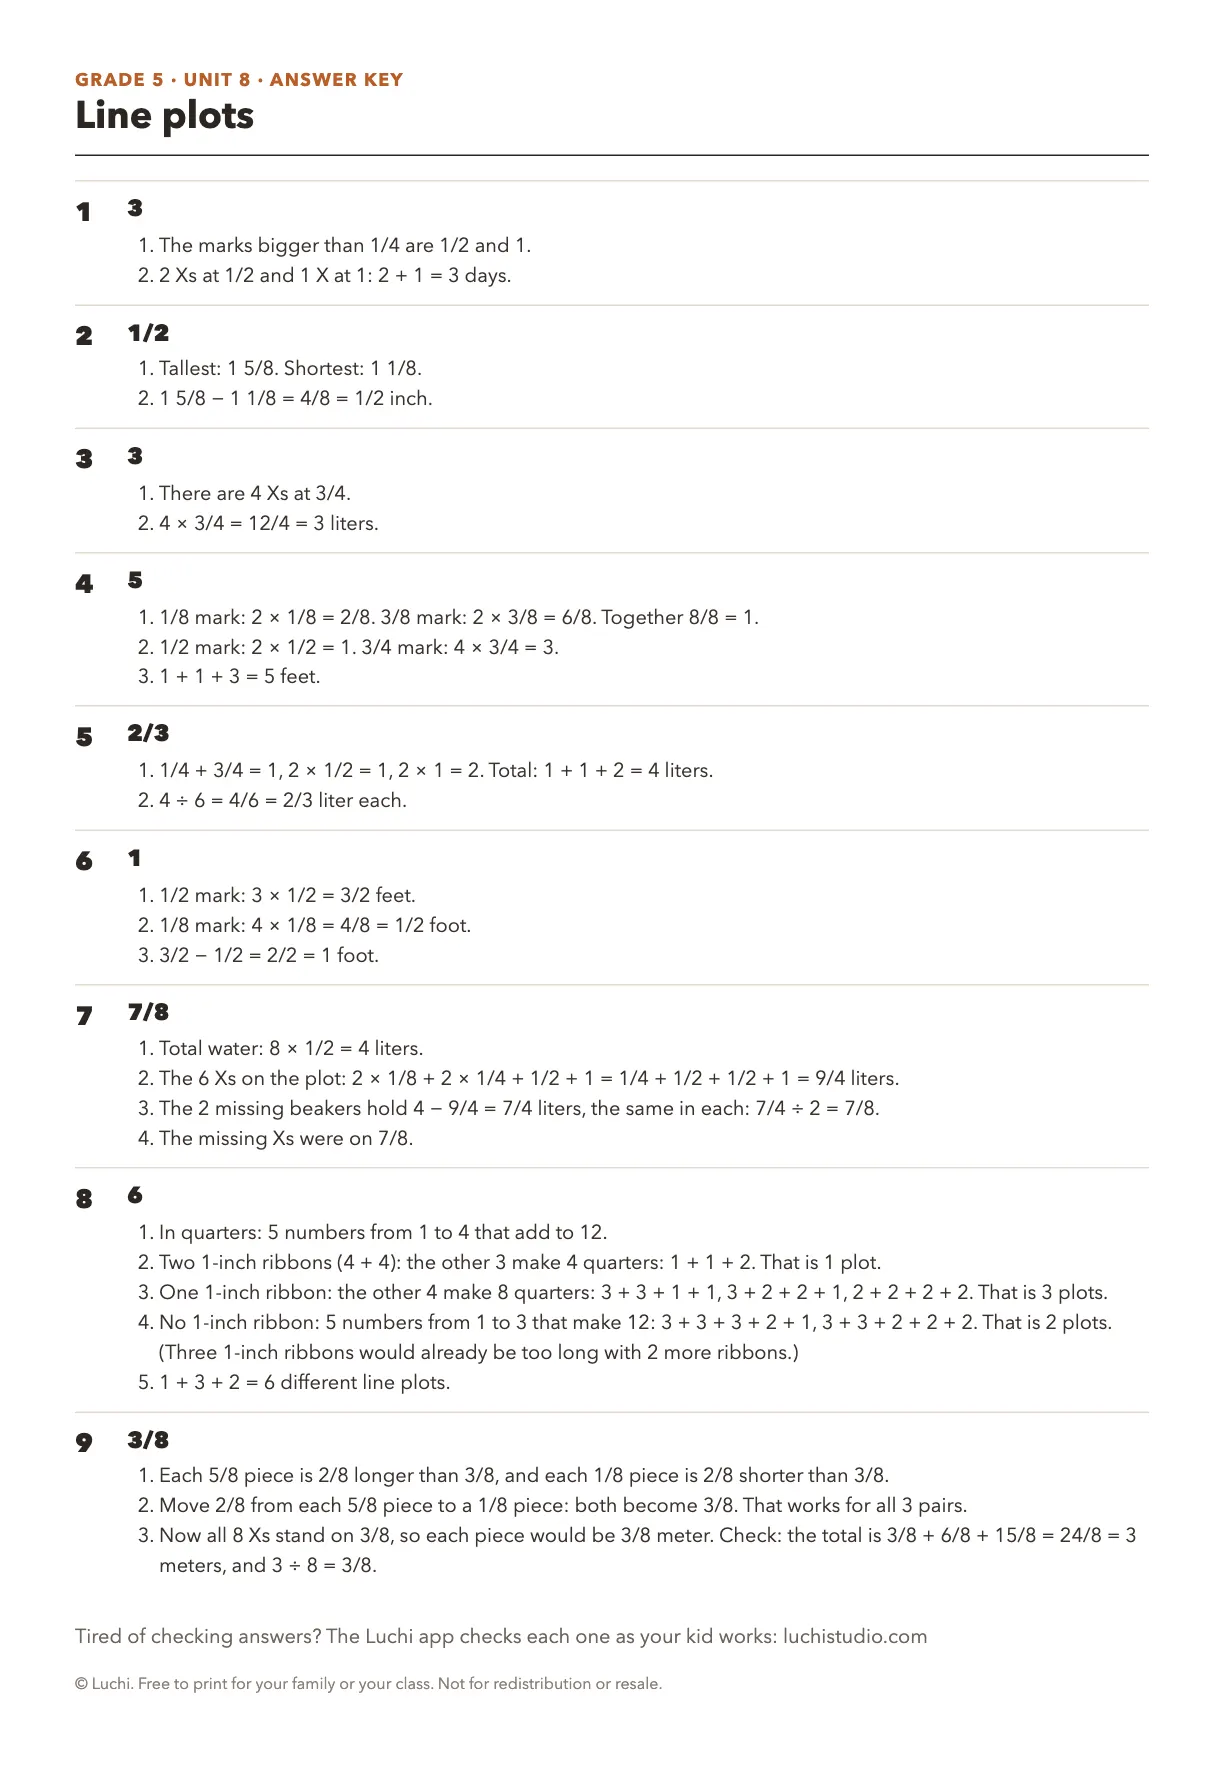 GRADE 5 · UNIT 8 · ANSWER KEY
Line plots
1 3
1. The marks bigger than 1/4 are 1/2 and 1.
2. 2 Xs at 1/2 and 1 X at 1: 2 + 1 = 3 days.
2 1/2
1. Tallest: 1 5/8. Shortest: 1 1/8.
2. 1 5/8 − 1 1/8 = 4/8 = 1/2 inch.
3 3
1. There are 4 Xs at 3/4.
2. 4 × 3/4 = 12/4 = 3 liters.
4 5
1. 1/8 mark: 2 × 1/8 = 2/8. 3/8 mark: 2 × 3/8 = 6/8. Together 8/8 = 1.
2. 1/2 mark: 2 × 1/2 = 1. 3/4 mark: 4 × 3/4 = 3.
3. 1 + 1 + 3 = 5 feet.
5 2/3
1. 1/4 + 3/4 = 1, 2 × 1/2 = 1, 2 × 1 = 2. Total: 1 + 1 + 2 = 4 liters.
2. 4 ÷ 6 = 4/6 = 2/3 liter each.
6 1
1. 1/2 mark: 3 × 1/2 = 3/2 feet.
2. 1/8 mark: 4 × 1/8 = 4/8 = 1/2 foot.
3. 3/2 − 1/2 = 2/2 = 1 foot.
7 7/8
1. Total water: 8 × 1/2 = 4 liters.
2. The 6 Xs on the plot: 2 × 1/8 + 2 × 1/4 + 1/2 + 1 = 1/4 + 1/2 + 1/2 + 1 = 9/4 liters.
3. The 2 missing beakers hold 4 − 9/4 = 7/4 liters, the same in each: 7/4 ÷ 2 = 7/8.
4. The missing Xs were on 7/8.
8 6
1. In quarters: 5 numbers from 1 to 4 that add to 12.
2. Two 1-inch ribbons (4 + 4): the other 3 make 4 quarters: 1 + 1 + 2. That is 1 plot.
3. One 1-inch ribbon: the other 4 make 8 quarters: 3 + 3 + 1 + 1, 3 + 2 + 2 + 1, 2 + 2 + 2 + 2. That is 3 plots.
4. No 1-inch ribbon: 5 numbers from 1 to 3 that make 12: 3 + 3 + 3 + 2 + 1, 3 + 3 + 2 + 2 + 2. That is 2 plots.
(Three 1-inch ribbons would already be too long with 2 more ribbons.)
5. 1 + 3 + 2 = 6 different line plots.
9 3/8
1. Each 5/8 piece is 2/8 longer than 3/8, and each 1/8 piece is 2/8 shorter than 3/8.
2. Move 2/8 from each 5/8 piece to a 1/8 piece: both become 3/8. That works for all 3 pairs.
3. Now all 8 Xs stand on 3/8, so each piece would be 3/8 meter. Check: the total is 3/8 + 6/8 + 15/8 = 24/8 = 3
meters, and 3 ÷ 8 = 3/8.
Tired of checking answers? The Luchi app checks each one as your kid works: luchistudio.com
© Luchi. Free to print for your family or your class. Not for redistribution or resale.